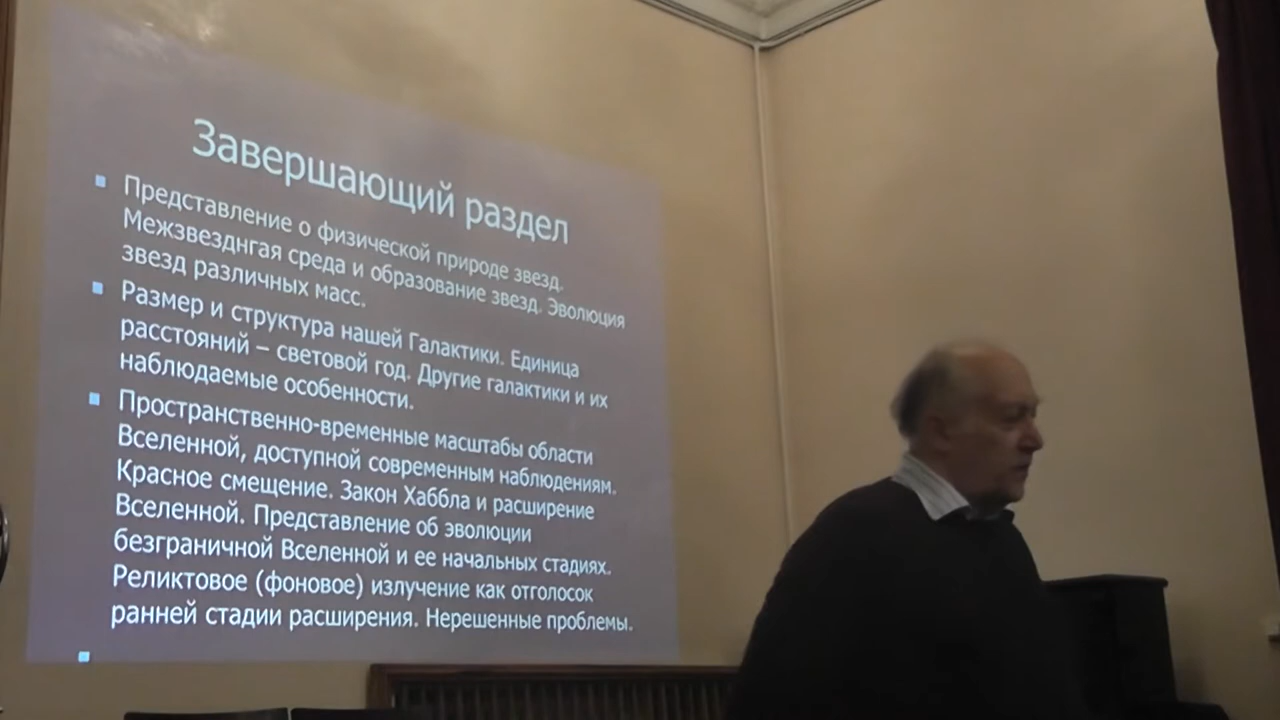 Завершающий раздел
Представление о физической природе звезд.
Межзвезднгая среда и образование звезд. Эволюция
звезд различных масс.
Размер и структура нашей Галактики. Единица
расстояний – световой год. Другие галактики и их
наблюдаемые особенности.
Пространственно-временные масштабы области
Вселенной, доступной современным наблюдениям.
Красное смещение. Закон Хаббла и расширение
Вселенной. Представление об эволюции
безграничной Вселенной и ее начальных стадиях.
Реликтовое (фоновое) излучение как отголосок
ранней стадии расширения. Нерешенные проблемы.